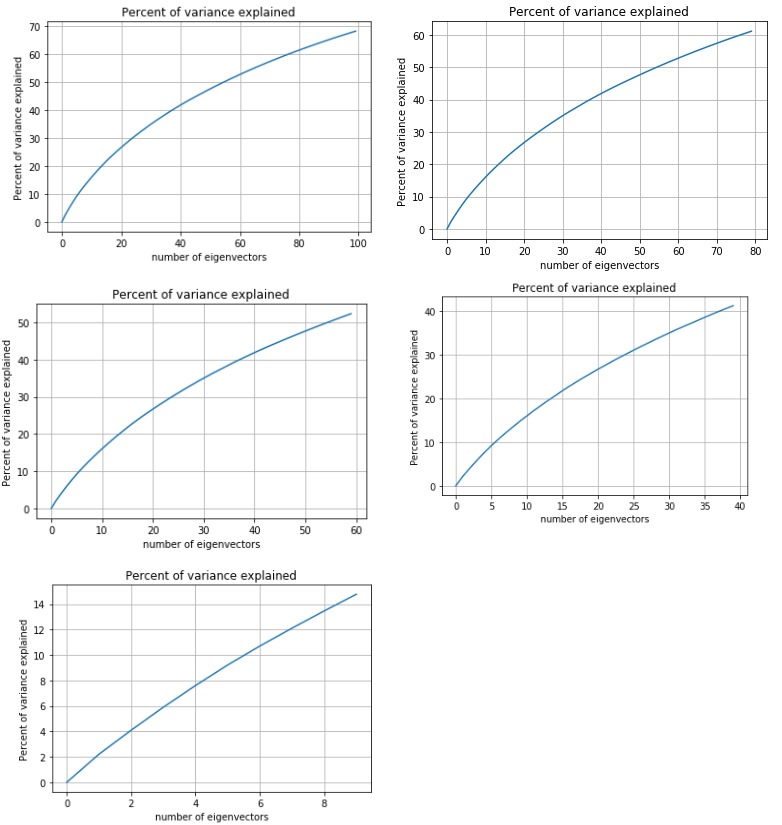 Percent of variance explained
Percent of variance explained
70
60
50
40
30
20
10
0
0 20 40 60 80 100
number of eigenvectors
Percent of variance explained
Percent of variance explained
60
50
40
30
20
10
0
0 10 20 30 40 50 60 70 80
number of eigenvectors
Percent of variance explained
Percent of variance explained
50
40
30
20
10
0
0 10 20 30 40 50 60
number of eigenvectors
Percent of variance explained
Percent of variance explained
40
30
20
10
0
0 5 10 15 20 25 30 35 40
number of eigenvectors
Percent of variance explained
Percent of variance explained
14
12
10
8
6
4
2
0
0 2 4 6 8
number of eigenvectors